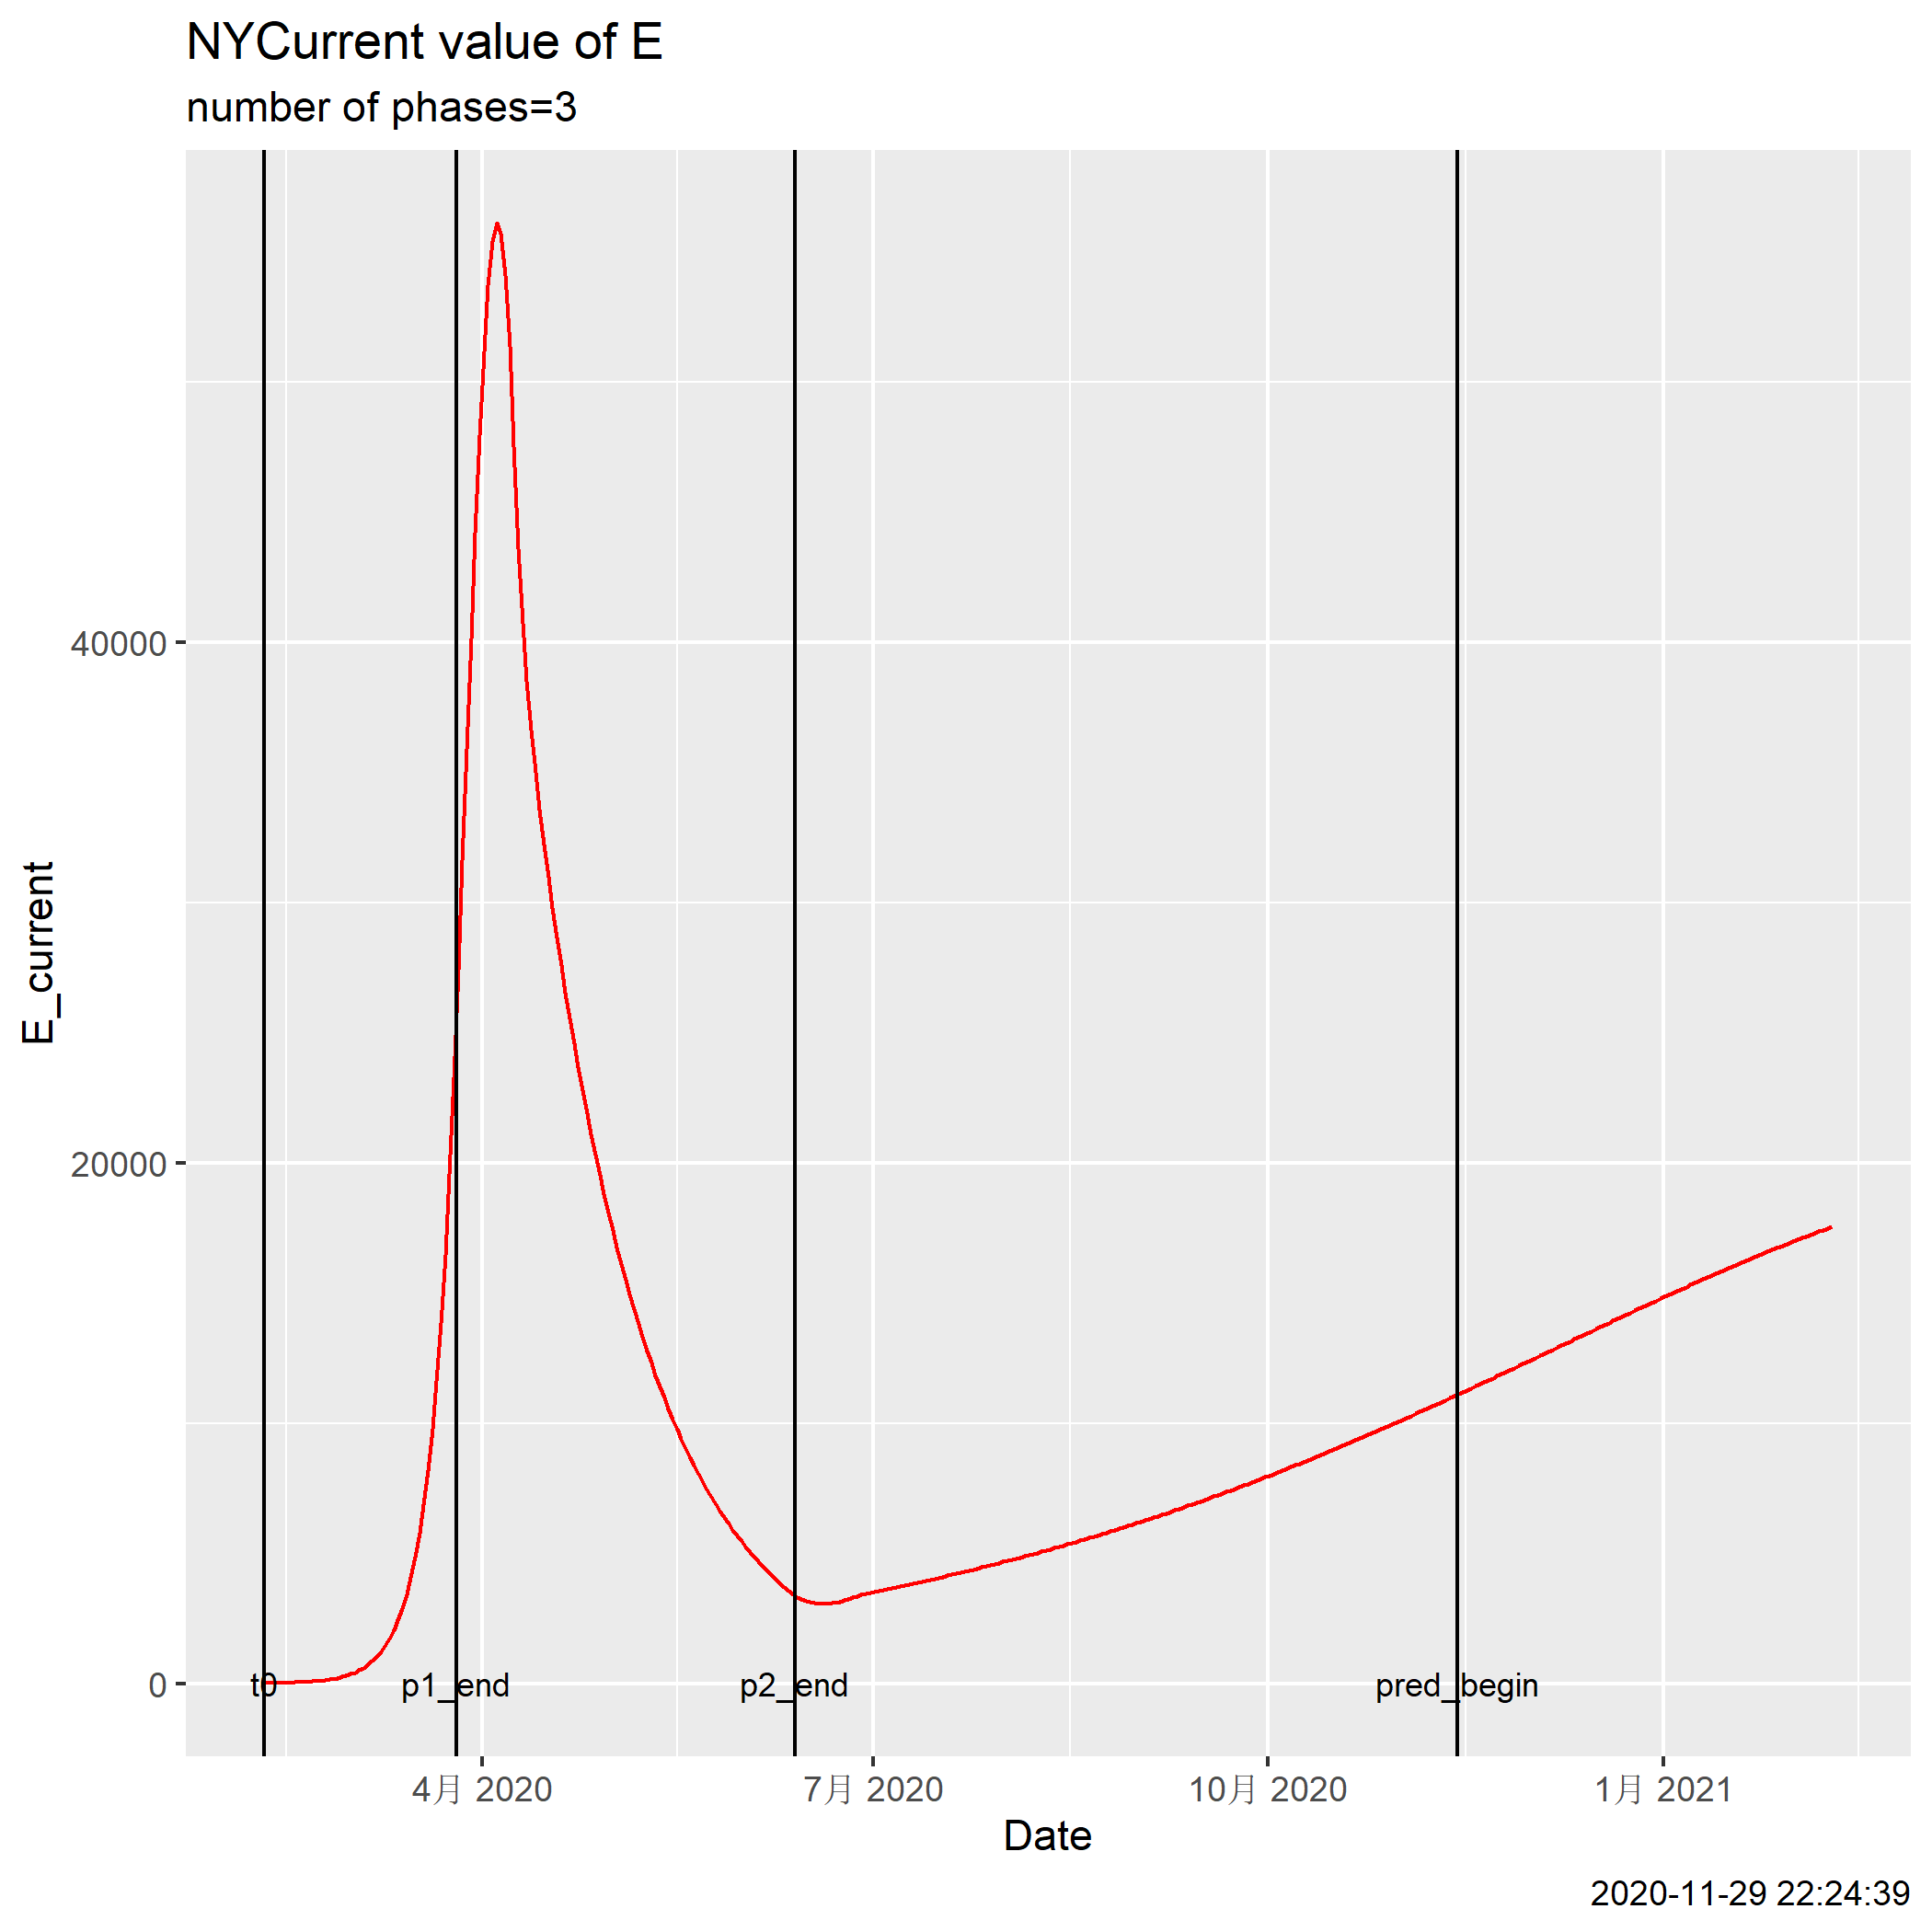 NYCurrent value of E
number of phases=3
E_current
40000
20000
0
t0
p1_end
p2_end
pred_begin
4月 2020
7月 2020
10月 2020
1月 2021
Date
2020-11-29 22:24:39